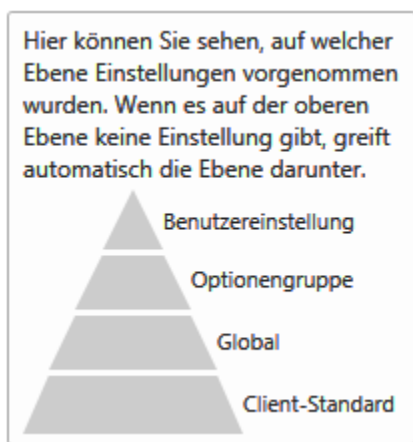 Hier können Sie sehen, auf welcher
Ebene Einstellungen vorgenommen
wurden. Wenn es auf der oberen
Ebene keine Einstellung gibt, greift
automatisch die Ebene darunter.
Benutzereinstellung
Optionengruppe
Global
Client-Standard